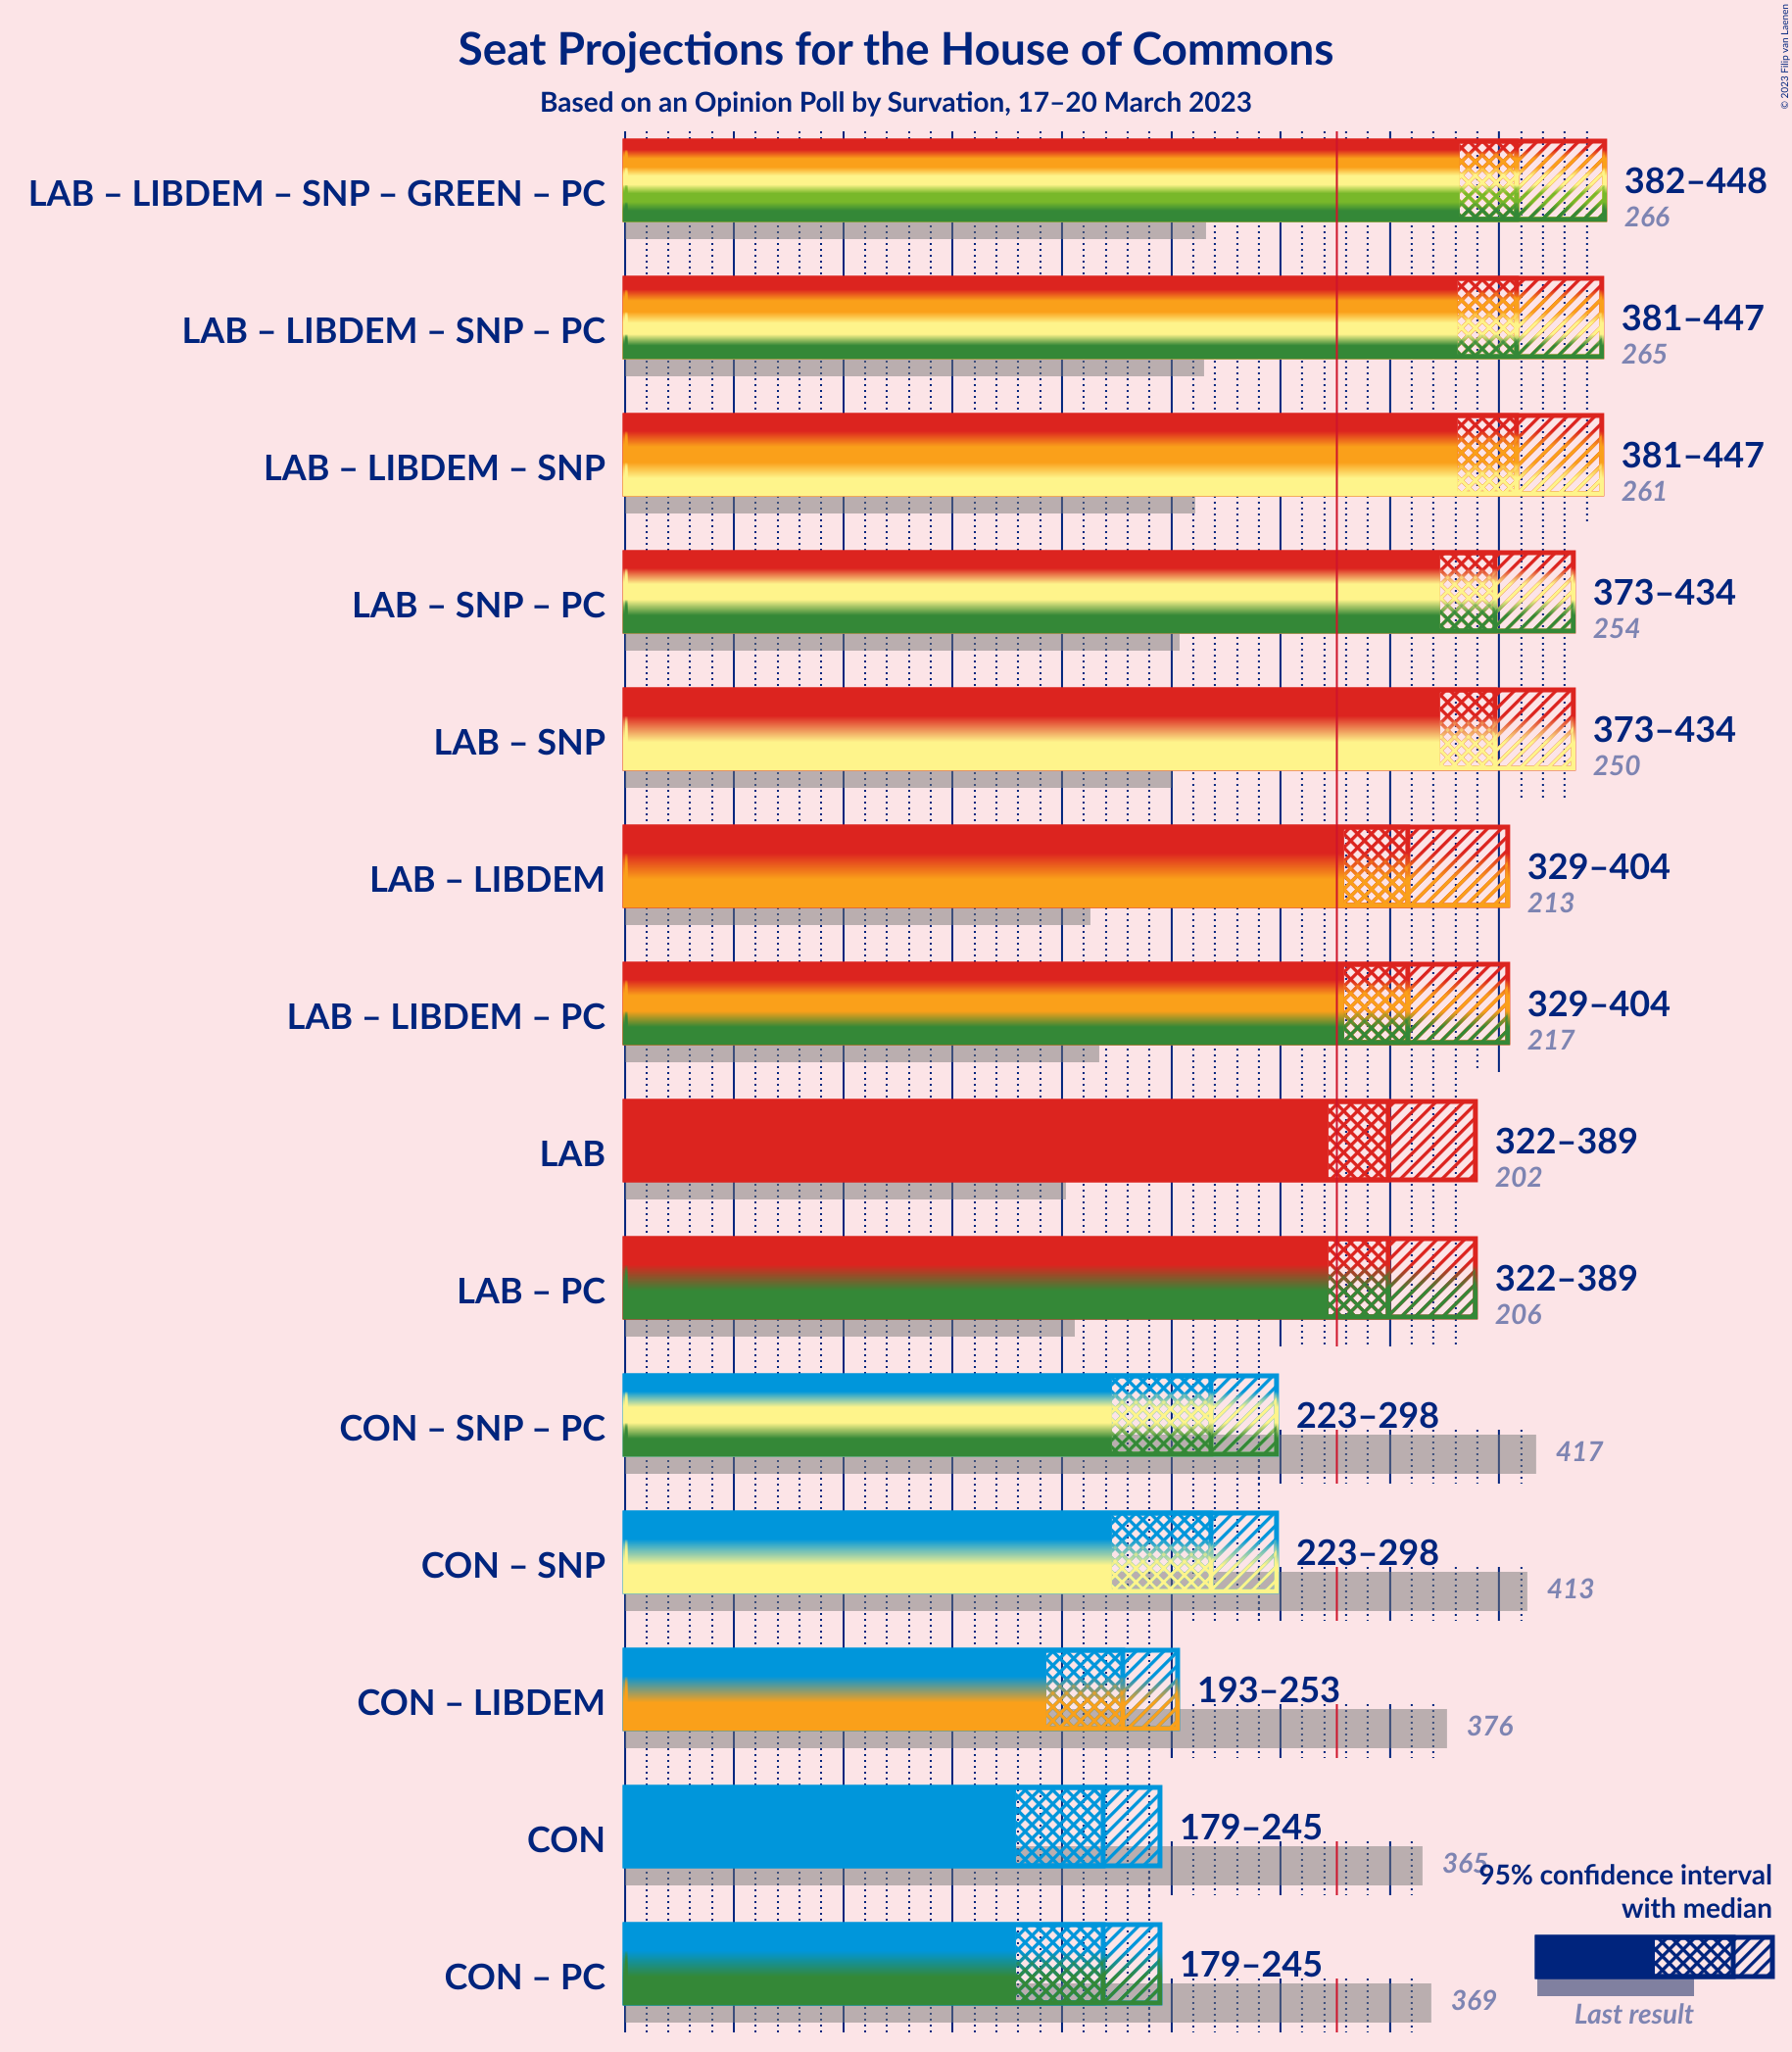 Seat Projections for the House of Commons
Based on an Opinion Poll by Survation, 17–20 March 2023
© 2023 Filip van Laenen
LAB – LIBDEM – SNP – GREEN – PC
382–448
266
LAB – LIBDEM – SNP – PC
381–447
265
LAB – LIBDEM – SNP
381–447
261
LAB – SNP – PC
373–434
254
LAB – SNP
373–434
250
LAB – LIBDEM
329–404
213
LAB – LIBDEM – PC
329–404
217
LAB
322–389
202
LAB – PC
322–389
206
CON – SNP – PC
223–298
417
CON – SNP
223–298
413
CON – LIBDEM
193–253
376
CON
179–245
365
CON – PC
179–245
369
95% confidence interval
with median
Last result